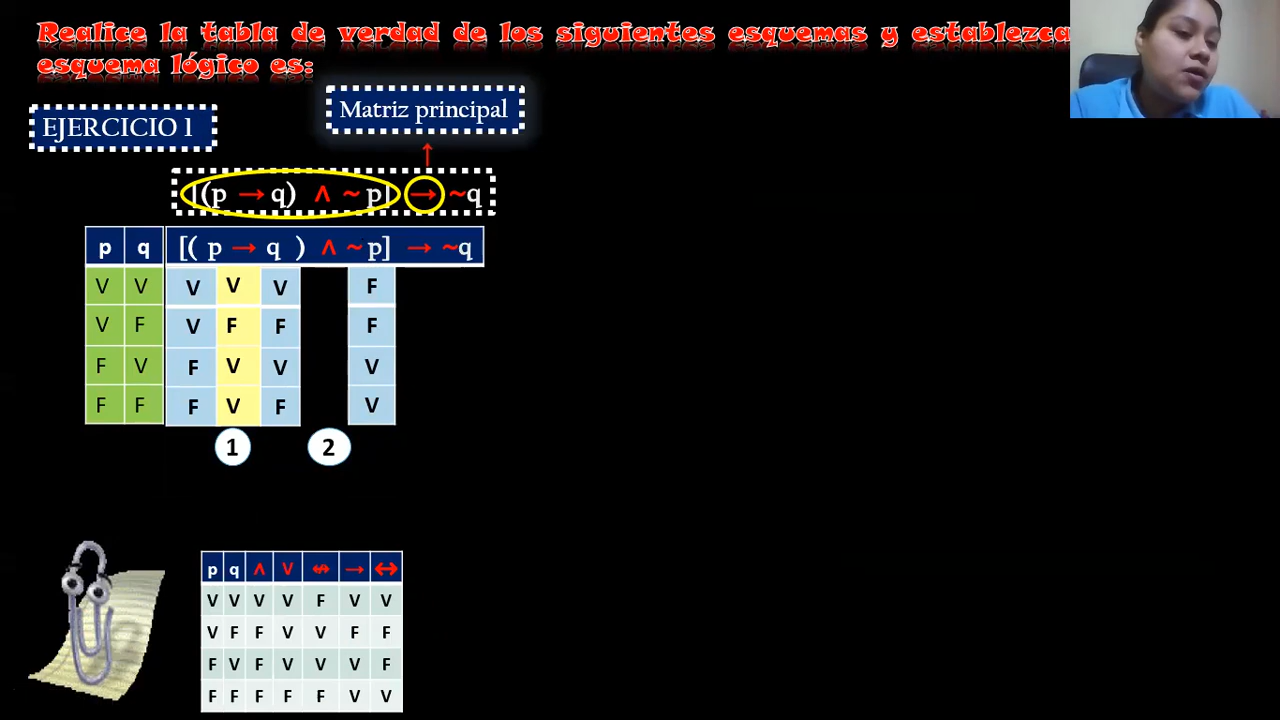 Realice la tabla de verdad de los siguientes esquemas y establezca
esquema lógico es:
Matriz principal
EJERCICIO 1
[(p → q) ∧ ~ p] → ~q
p q [( p → q ) ∧ ~ p] → ~q
V V V V V F
V F V F F F
F V F V V V
F F F V F V
1 2
p q ∧ V ↮ → ↔
V V V V F V V
V F F V V F F
F V F V V V F
F F F F F V V